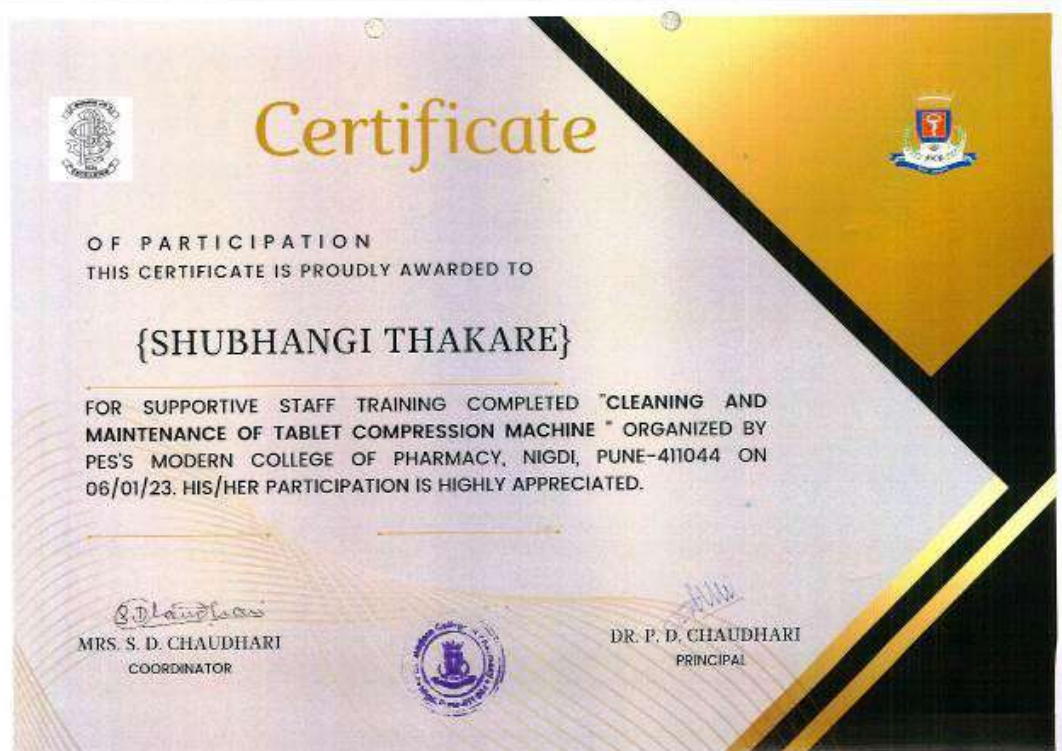 Certificate
OF PARTICIPATION
THIS CERTIFICATE IS PROUDLY AWARDED TO
{SHUBHANGI THAKARE}
FOR SUPPORTIVE STAFF TRAINING COMPLETED "CLEANING AND
MAINTENANCE OF TABLET COMPRESSION MACHINE " ORGANIZED BY
PES'S MODERN COLLEGE OF PHARMACY, NIGDI, PUNE-411044 ON
06/01/23. HIS/HER PARTICIPATION IS HIGHLY APPRECIATED.
MRS. S. D. CHAUDHARI
COORDINATOR
DR. P. D. CHAUDHARI
PRINCIPAL